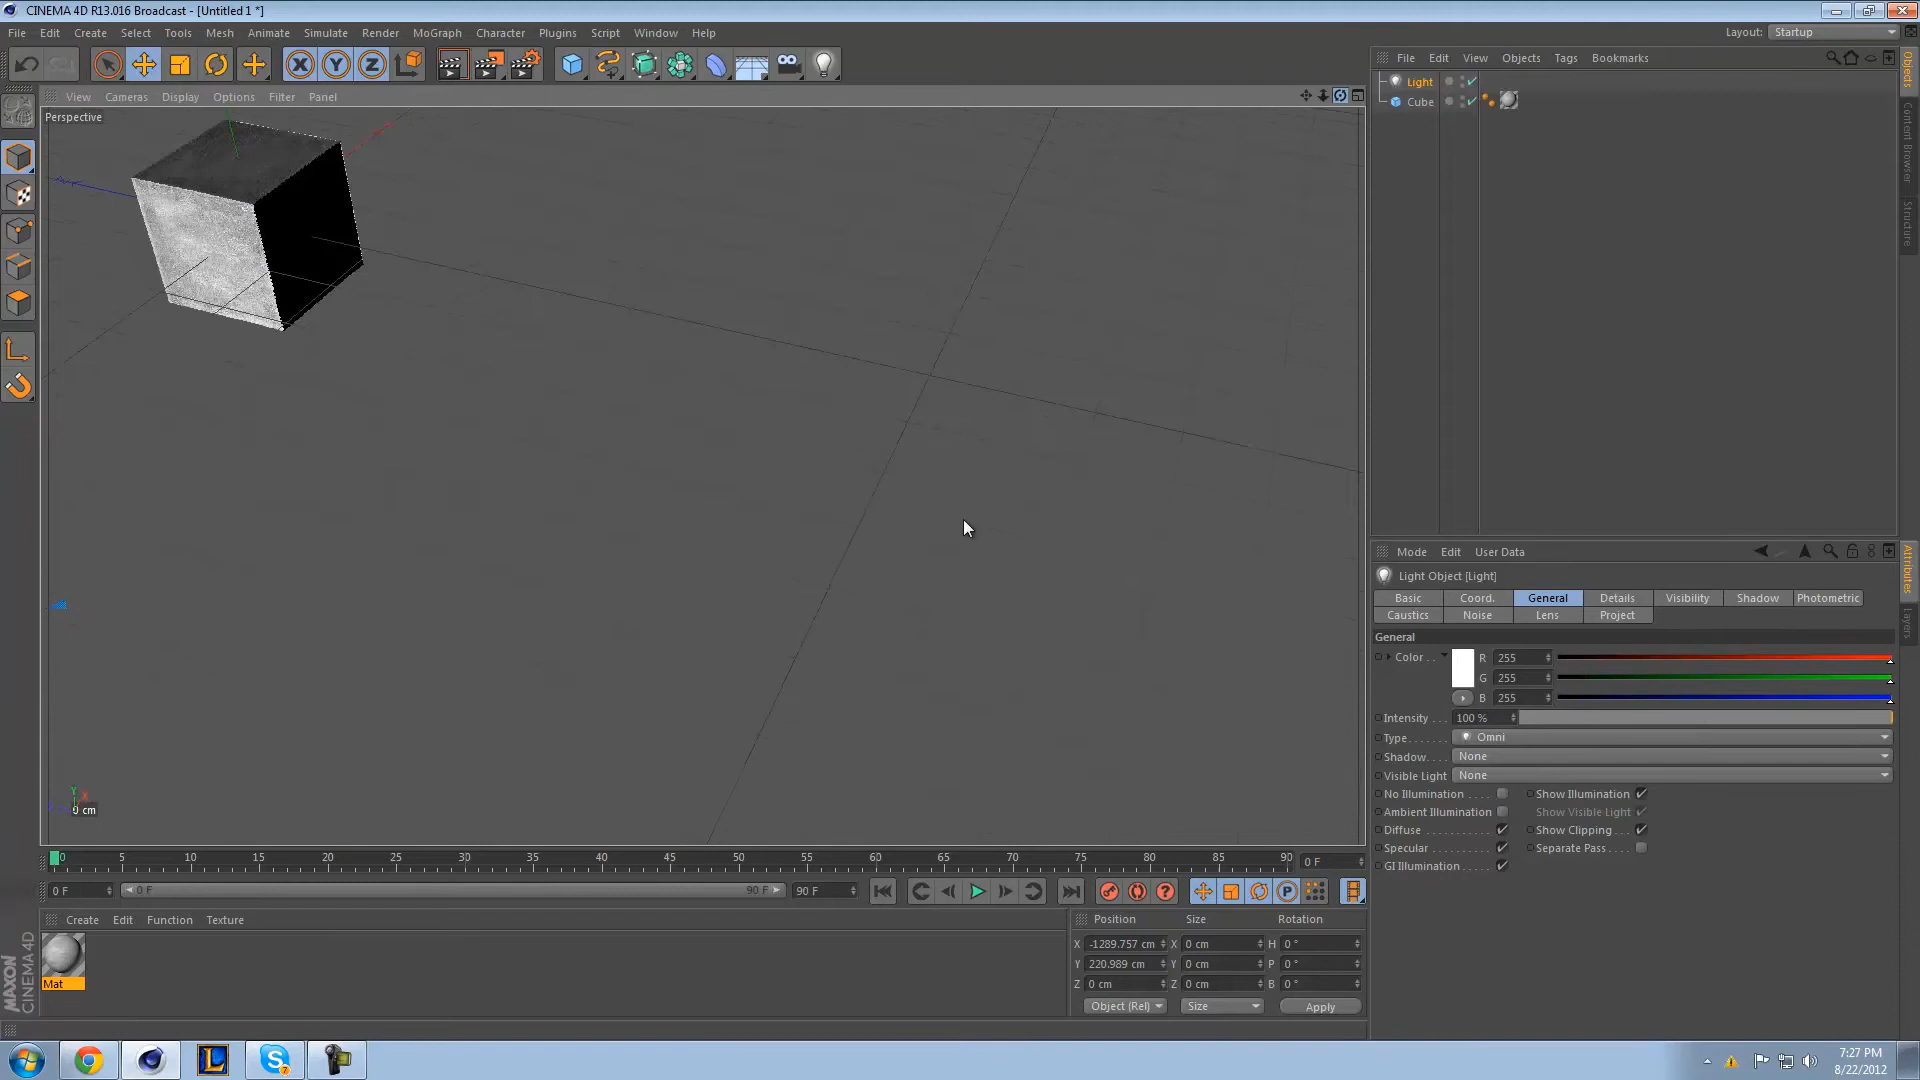 CINEMA 4D R13.016 Broadcast - [Untitled 1 *]
File Edit Create Select Tools Mesh Animate Simulate Render MoGraph Character Plugins Script Window Help
Layout: Startup
File Edit View Objects Tags Bookmarks
View Cameras Display Options Filter Panel
Perspective
Light
Cube
Objects
Content Browser
Structure
Mode Edit User Data
Light Object [Light]
Basic Coord. General Details Visibility Shadow Photometric
Caustics Noise Lens Project
General
Color . . R 255
G 255
B 255
Intensity . . . 100 %
Type. . . . . . . Omni
Shadow. . . . None
Visible Light None
No Illumination . . . . Show Illumination
Ambient Illumination Show Visible Light
Diffuse . . . . . . . . . . Show Clipping . . . .
Specular . . . . . . . . Separate Pass . . . .
GI Illumination . . . .
Attributes
Layers
0 cm
0 5 10 15 20 25 30 35 40 45 50 55 60 65 70 75 80 85 90 0 F
0 F 0 F 90 F 90 F
Create Edit Function Texture
Mat
Position Size Rotation
X -1289.757 cm X 0 cm H 0 °
Y 220.989 cm Y 0 cm P 0 °
Z 0 cm Z 0 cm B 0 °
Object (Rel) Size Apply
MAXON
CINEMA 4D
7:27 PM
8/22/2012